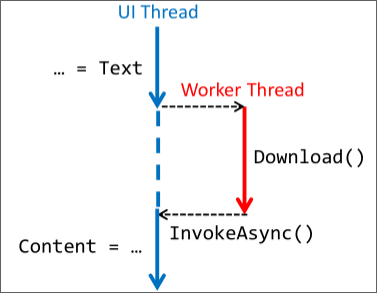 UI Thread
… = Text
Worker Thread
Download()
InvokeAsync()
Content = …